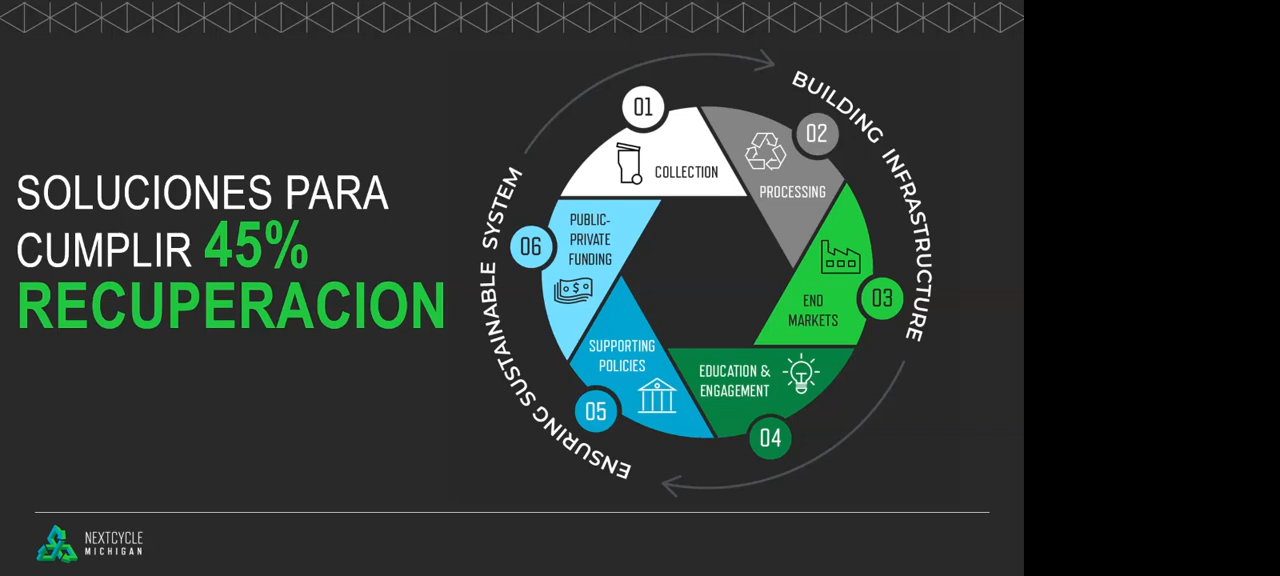 SOLUCIONES PARA
CUMPLIR 45%
RECUPERACION
BUILDING INFRASTRUCTURE
ENSURING SUSTAINABLE SYSTEM
01
COLLECTION
02
PROCESSING
03
END
MARKETS
04
EDUCATION &
ENGAGEMENT
05
SUPPORTING
POLICIES
06
PUBLIC-
PRIVATE
FUNDING
$
NEXTCYCLE
MICHIGAN